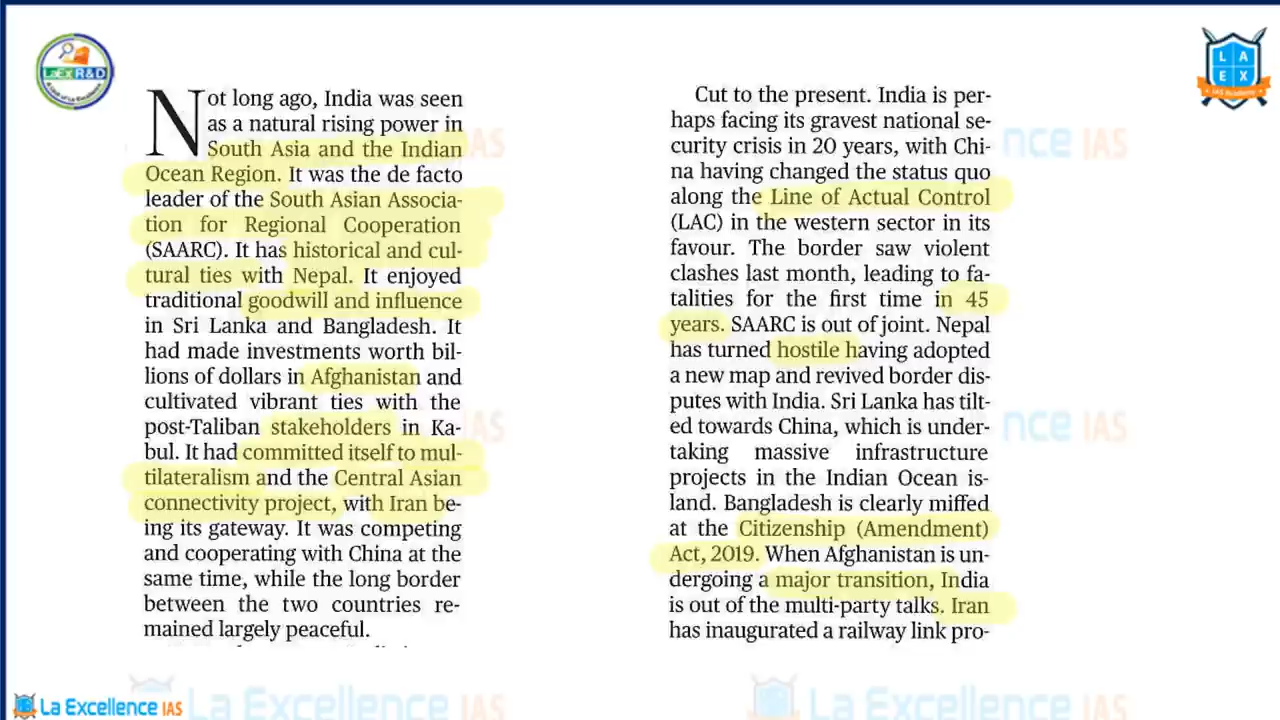 LaEx R&D
A Unit of La Excellence
L A
E X
IAS Academy
Not long ago, India was seen
as a natural rising power in
South Asia and the Indian
Ocean Region. It was the de facto
leader of the South Asian Associa-
tion for Regional Cooperation
(SAARC). It has historical and cul-
tural ties with Nepal. It enjoyed
traditional goodwill and influence
in Sri Lanka and Bangladesh. It
had made investments worth bil-
lions of dollars in Afghanistan and
cultivated vibrant ties with the
post-Taliban stakeholders in Ka-
bul. It had committed itself to mul-
tilateralism and the Central Asian
connectivity project, with Iran be-
ing its gateway. It was competing
and cooperating with China at the
same time, while the long border
between the two countries re-
mained largely peaceful.
Cut to the present. India is per-
haps facing its gravest national se-
curity crisis in 20 years, with Chi-
na having changed the status quo
along the Line of Actual Control
(LAC) in the western sector in its
favour. The border saw violent
clashes last month, leading to fa-
talities for the first time in 45
years. SAARC is out of joint. Nepal
has turned hostile having adopted
a new map and revived border dis-
putes with India. Sri Lanka has tilt-
ed towards China, which is under-
taking massive infrastructure
projects in the Indian Ocean is-
land. Bangladesh is clearly miffed
at the Citizenship (Amendment)
Act, 2019. When Afghanistan is un-
dergoing a major transition, India
is out of the multi-party talks. Iran
has inaugurated a railway link pro-
La Excellence IAS
La Excellence IAS
La Excellence IAS